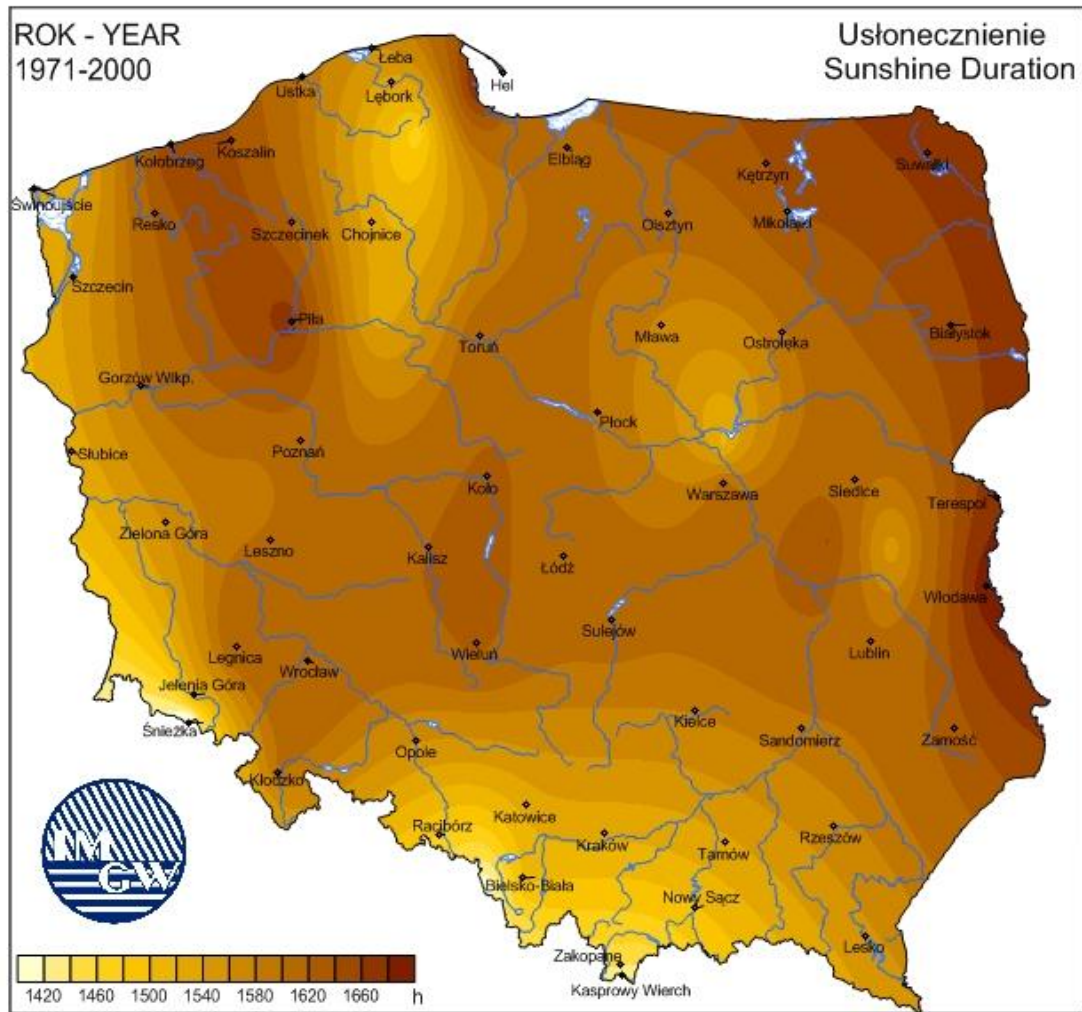 ROK - YEAR
1971-2000
Usłonecznienie
Sunshine Duration
Łeba
Hel
Ustka
Lębork
Koszalin
Kołobrzeg
Elbląg
Kętrzyn
Suwałki
Świnoujście
Resko
Szczecinek
Chojnice
Olsztyn
Mikołajki
Szczecin
Piła
Toruń
Mława
Ostrołęka
Białystok
Gorzów Wlkp.
Płock
Słubice
Poznań
Koło
Warszawa
Siedlce
Terespol
Zielona Góra
Leszno
Kalisz
Łódź
Włodawa
Sulejów
Legnica
Wrocław
Wieluń
Lublin
Jelenia Góra
Śnieżka
Kielce
Sandomierz
Zamość
Opole
Kłodzko
Katowice
Racibórz
Kraków
Tarnów
Rzeszów
Bielsko-Biała
Nowy Sącz
Lesko
Zakopane
Kasprowy Wierch
IM
GW
1420 1460 1500 1540 1580 1620 1660 h